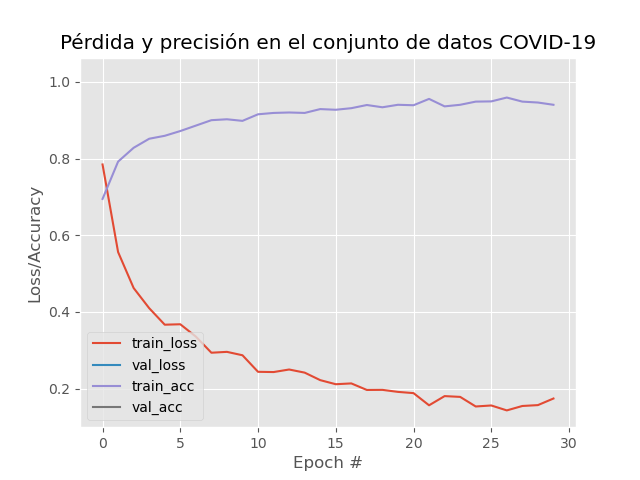 Pérdida y precisión en el conjunto de datos COVID-19
Loss/Accuracy
1.0
0.8
0.6
0.4
0.2
train_loss
val_loss
train_acc
val_acc
0 5 10 15 20 25 30
Epoch #